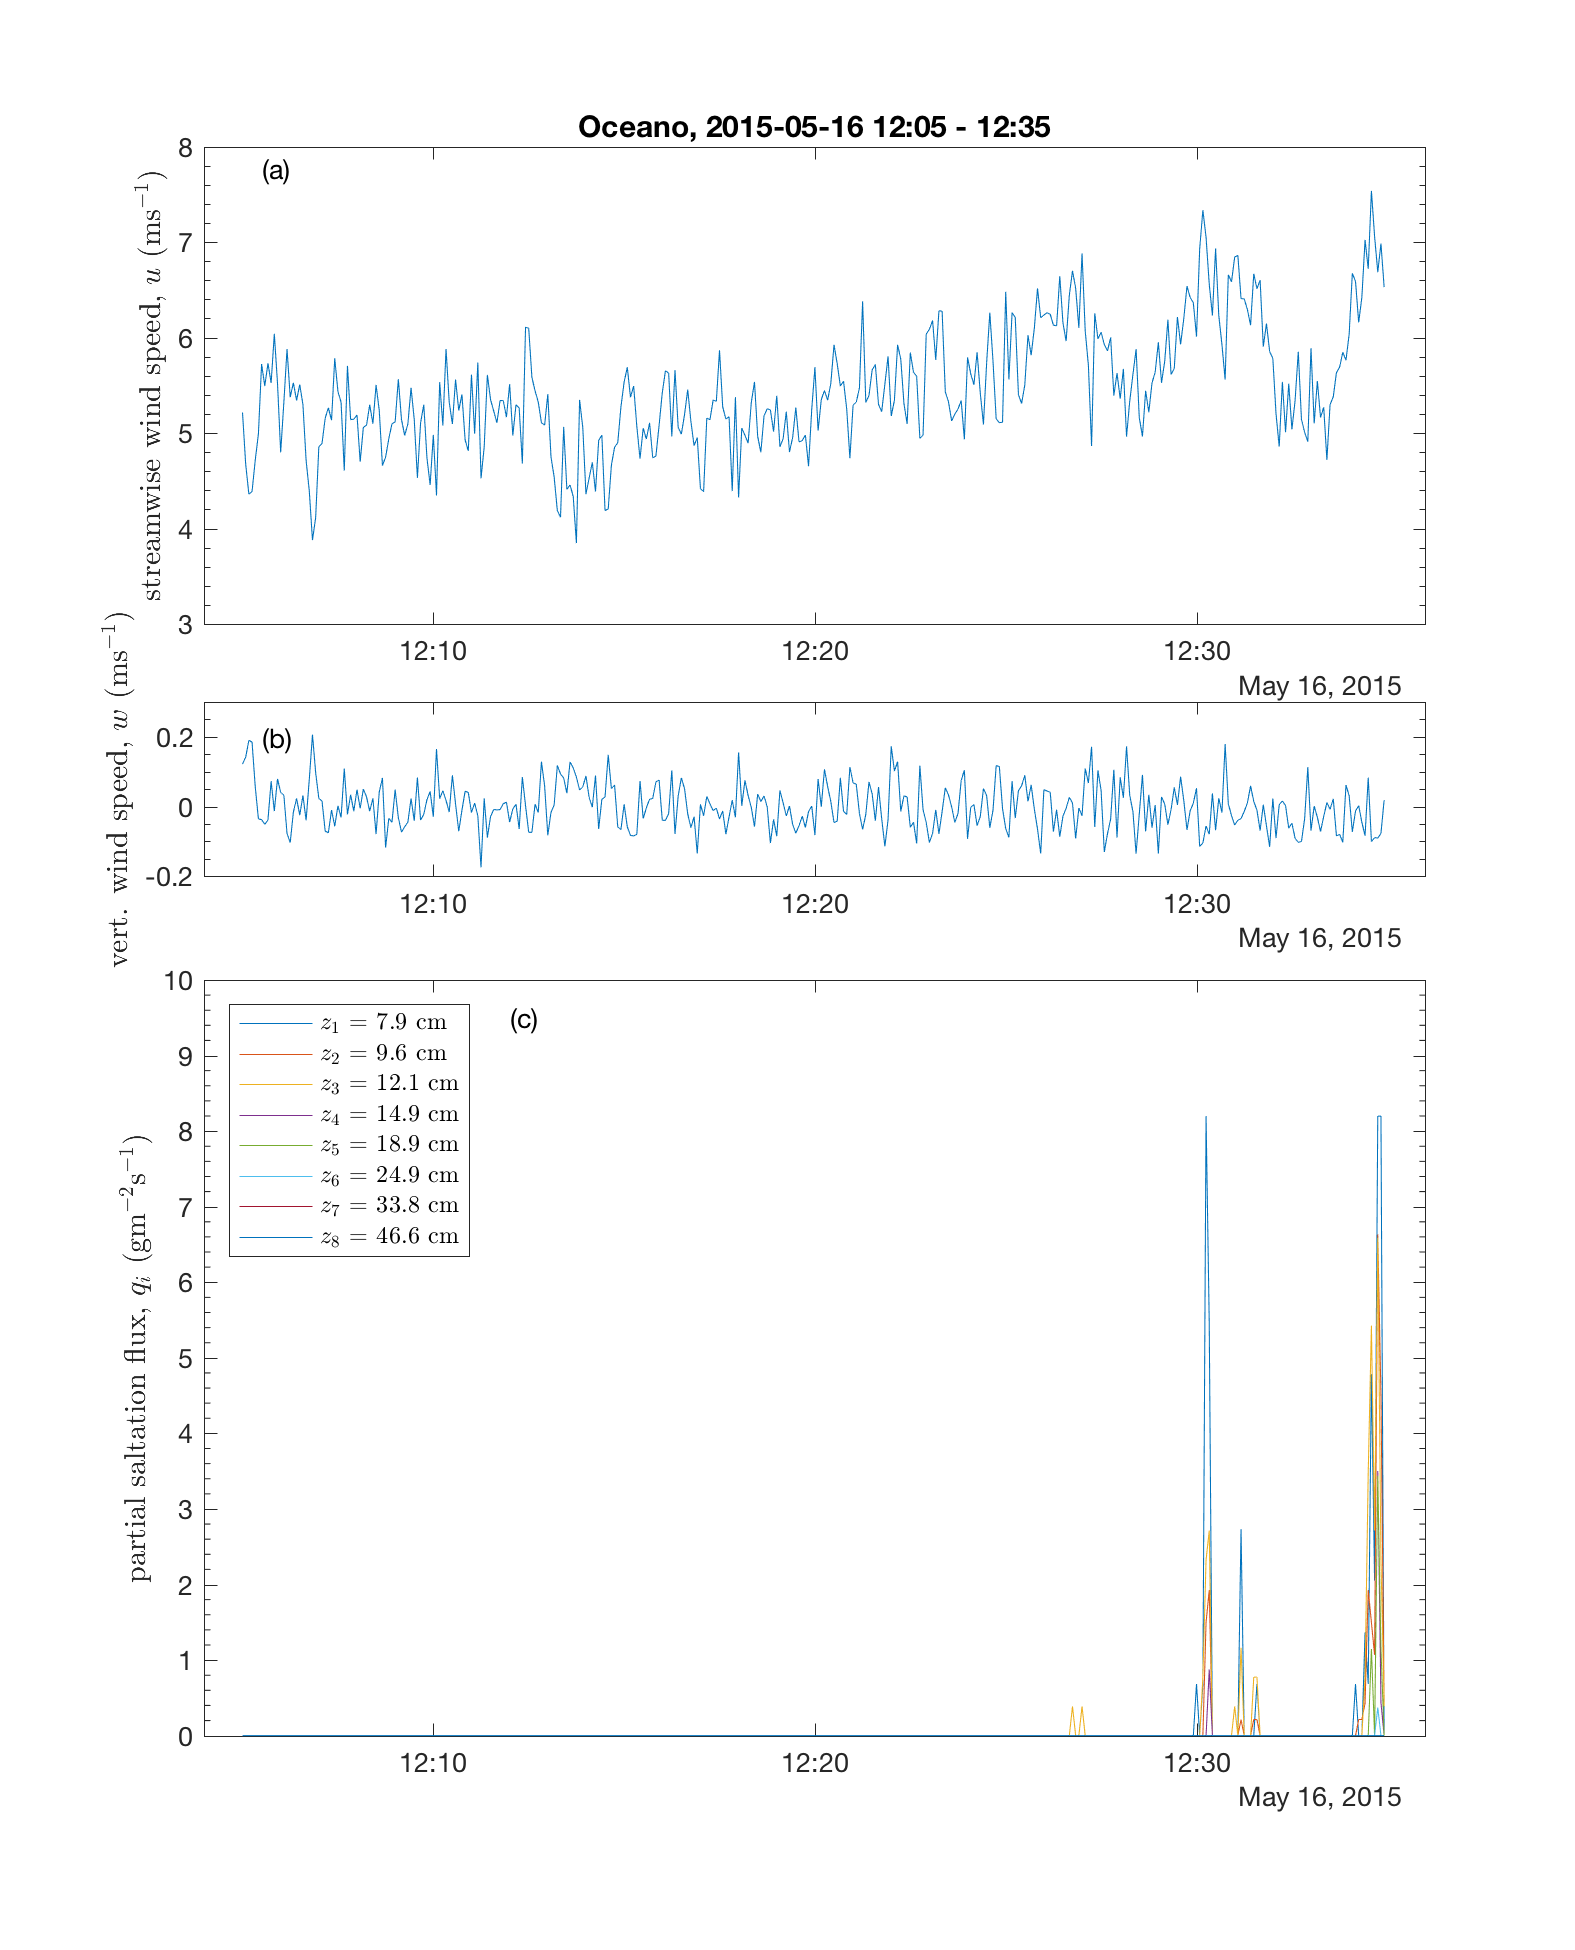 Oceano, 2015-05-16 12:05 - 12:35
(a)
streamwise wind speed, u (ms⁻¹)
8
7
6
5
4
3
12:10 12:20 12:30
May 16, 2015
(b)
vert. wind speed, w (ms⁻¹)
0.2
0
-0.2
12:10 12:20 12:30
May 16, 2015
(c)
partial saltation flux, qᵢ (gm⁻²s⁻¹)
10
9
8
7
6
5
4
3
2
1
0
z₁ = 7.9 cm
z₂ = 9.6 cm
z₃ = 12.1 cm
z₄ = 14.9 cm
z₅ = 18.9 cm
z₆ = 24.9 cm
z₇ = 33.8 cm
z₈ = 46.6 cm
12:10 12:20 12:30
May 16, 2015